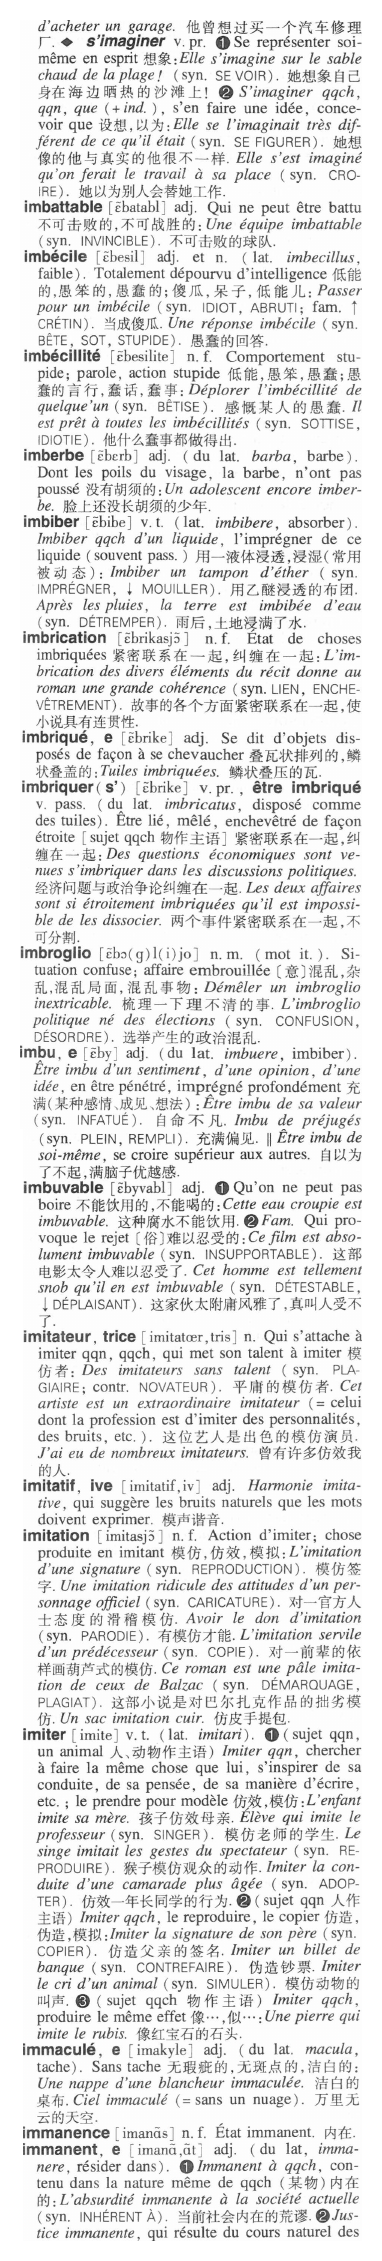 d'acheter un garage. 他曾想过买一个汽车修理
厂. ◆ s'imaginer v. pr. ❶ Se représenter soi-
même en esprit 想象: Elle s'imagine sur le sable
chaud de la plage! (syn. SE VOIR). 她想象自己
身在海边晒热的沙滩上! ❷ S'imaginer qqch,
qqn, que (+ ind.), s'en faire une idée, conce-
voir que 设想,以为: Elle se l'imaginait très dif-
férent de ce qu'il était (syn. SE FIGURER). 她想
像的他与真实的他很不一样. Elle s'est imaginé
qu'on ferait le travail à sa place (syn. CRO-
IRE). 她以为别人会替她工作.
imbattable [ɛ̃batabl] adj. Qui ne peut être battu
不可击败的,不可战胜的: Une équipe imbattable
(syn. INVINCIBLE). 不可击败的球队.
imbécile [ɛ̃besil] adj. et n. (lat. imbecillus,
faible). Totalement dépourvu d'intelligence 低能
的,愚笨的,愚蠢的;傻瓜,呆子,低能儿: Passer
pour un imbécile (syn. IDIOT, ABRUTI; fam. ↑
CRÉTIN). 当成傻瓜. Une réponse imbécile (syn.
BÊTE, SOT, STUPIDE). 愚蠢的回答.
imbécillité [ɛ̃besilite] n. f. Comportement stu-
pide; parole, action stupide 低能,愚笨,愚蠢;愚
蠢的言行,蠢话,蠢事: Déplorer l'imbécillité de
quelque'un (syn. BÊTISE). 感慨某人的愚蠢. Il
est prêt à toutes les imbécillités (syn. SOTTISE,
IDIOTIE). 他什么蠢事都做得出.
imberbe [ɛ̃bɛrb] adj. (du lat. barba, barbe).
Dont les poils du visage, la barbe, n'ont pas
poussé 没有胡须的: Un adolescent encore imber-
be. 脸上还没长胡须的少年.
imbiber [ɛ̃bibe] v. t. (lat. imbibere, absorber).
Imbiber qqch d'un liquide, l'imprégner de ce
liquide (souvent pass.) 用一液体浸透,浸湿(常用
被动态): Imbiber un tampon d'éther (syn.
IMPRÉGNER, ↓ MOUILLER). 用乙醚浸透的布团.
Après les pluies, la terre est imbibée d'eau
(syn. DÉTREMPER). 雨后,土地浸满了水.
imbrication [ɛ̃brikasjɔ̃] n. f. État de choses
imbriquées 紧密联系在一起,纠缠在一起: L'im-
brication des divers éléments du récit donne au
roman une grande cohérence (syn. LIEN, ENCHE-
VÊTREMENT). 故事的各个方面紧密联系在一起,使
小说具有连贯性.
imbriqué, e [ɛ̃brike] adj. Se dit d'objets dis-
posés de façon à se chevaucher 叠瓦状排列的,鳞
状叠盖的: Tuiles imbriquées. 鳞状叠压的瓦.
imbriquer(s') [ɛ̃brike] v. pr., être imbriqué
v. pass. (du lat. imbricatus, disposé comme
des tuiles). Être lié, mêlé, enchevêtré de façon
étroite [sujet qqch 物作主语] 紧密联系在一起,纠
缠在一起: Des questions économiques sont ve-
nues s'imbriquer dans les discussions politiques.
经济问题与政治争论纠缠在一起. Les deux affaires
sont si étroitement imbriquées qu'il est impossi-
ble de les dissocier. 两个事件紧密联系在一起,不
可分割.
imbroglio [ɛ̃bɔ(g)l(i)jo] n. m. (mot it.). Si-
tuation confuse; affaire embrouillée [意]混乱,杂
乱,混乱局面,混乱事物: Démêler un imbroglio
inextricable. 梳理一下理不清的事. L'imbroglio
politique né des élections (syn. CONFUSION,
DÉSORDRE). 选举产生的政治混乱.
imbu, e [ɛ̃by] adj. (du lat. imbuere, imbiber).
Être imbu d'un sentiment, d'une opinion, d'une
idée, en être pénétré, imprégné profondément 充
满(某种感情、成见、想法): Être imbu de sa valeur
(syn. INFATUÉ). 自命不凡. Imbu de préjugés
(syn. PLEIN, REMPLI). 充满偏见. ‖ Être imbu de
soi-même, se croire supérieur aux autres. 自以为
了不起,满脑子优越感.
imbuvable [ɛ̃byvabl] adj. ❶ Qu'on ne peut pas
boire 不能饮用的,不能喝的: Cette eau croupie est
imbuvable. 这种腐水不能饮用. ❷ Fam. Qui pro-
voque le rejet [俗]难以忍受的: Ce film est abso-
lument imbuvable (syn. INSUPPORTABLE). 这部
电影太令人难以忍受了. Cet homme est tellement
snob qu'il en est imbuvable (syn. DÉTESTABLE,
↓ DÉPLAISANT). 这家伙太附庸风雅了,真叫人受不
了.
imitateur, trice [imitatœr,tris] n. Qui s'attache à
imiter qqn, qqch, qui met son talent à imiter 模
仿者: Des imitateurs sans talent (syn. PLA-
GIAIRE; contr. NOVATEUR). 平庸的模仿者. Cet
artiste est un extraordinaire imitateur (= celui
dont la profession est d'imiter des personnalités,
des bruits, etc.). 这位艺人是出色的模仿演员.
J'ai eu de nombreux imitateurs. 曾有许多仿效我
的人.
imitatif, ive [imitatif,iv] adj. Harmonie imita-
tive, qui suggère les bruits naturels que les mots
doivent exprimer. 模声谐音.
imitation [imitasjɔ̃] n. f. Action d'imiter; chose
produite en imitant 模仿,仿效,模拟: L'imitation
d'une signature (syn. REPRODUCTION). 模仿签
字. Une imitation ridicule des attitudes d'un per-
sonnage officiel (syn. CARICATURE). 对一官方人
士态度的滑稽模仿. Avoir le don d'imitation
(syn. PARODIE). 有模仿才能. L'imitation servile
d'un prédécesseur (syn. COPIE). 对一前辈的依
样画葫芦式的模仿. Ce roman est une pâle imita-
tion de ceux de Balzac (syn. DÉMARQUAGE,
PLAGIAT). 这部小说是对巴尔扎克作品的拙劣模
仿. Un sac imitation cuir. 仿皮手提包.
imiter [imite] v. t. (lat. imitari). ❶ (sujet qqn,
un animal 人、动物作主语) Imiter qqn, chercher
à faire la même chose que lui, s'inspirer de sa
conduite, de sa pensée, de sa manière d'écrire,
etc.; le prendre pour modèle 仿效,模仿: L'enfant
imite sa mère. 孩子仿效母亲. Élève qui imite le
professeur (syn. SINGER). 模仿老师的学生. Le
singe imitait les gestes du spectateur (syn. RE-
PRODUIRE). 猴子模仿观众的动作. Imiter la con-
duite d'une camarade plus âgée (syn. ADOP-
TER). 仿效一年长同学的行为. ❷ (sujet qqn 人作
主语) Imiter qqch, le reproduire, le copier 仿造,
伪造,模拟: Imiter la signature de son père (syn.
COPIER). 仿造父亲的签名. Imiter un billet de
banque (syn. CONTREFAIRE). 伪造钞票. Imiter
le cri d'un animal (syn. SIMULER). 模仿动物的
叫声. ❸ (sujet qqch 物作主语) Imiter qqch,
produire le même effet 像…,似…: Une pierre qui
imite le rubis. 像红宝石的石头.
immaculé, e [imakyle] adj. (du lat. macula,
tache). Sans tache 无瑕疵的,无斑点的,洁白的:
Une nappe d'une blancheur immaculée. 洁白的
桌布. Ciel immaculé (= sans un nuage). 万里无
云的天空.
immanence [imanɑ̃s] n. f. État immanent. 内在.
immanent, e [imanɑ̃,ɑ̃t] adj. (du lat, imma-
nere, résider dans). ❶ Immanent à qqch, con-
tenu dans la nature même de qqch (某物)内在
的: L'absurdité immanente à la société actuelle
(syn. INHÉRENT À). 当前社会内在的荒谬. ❷ Jus-
tice immanente, qui résulte du cours naturel des